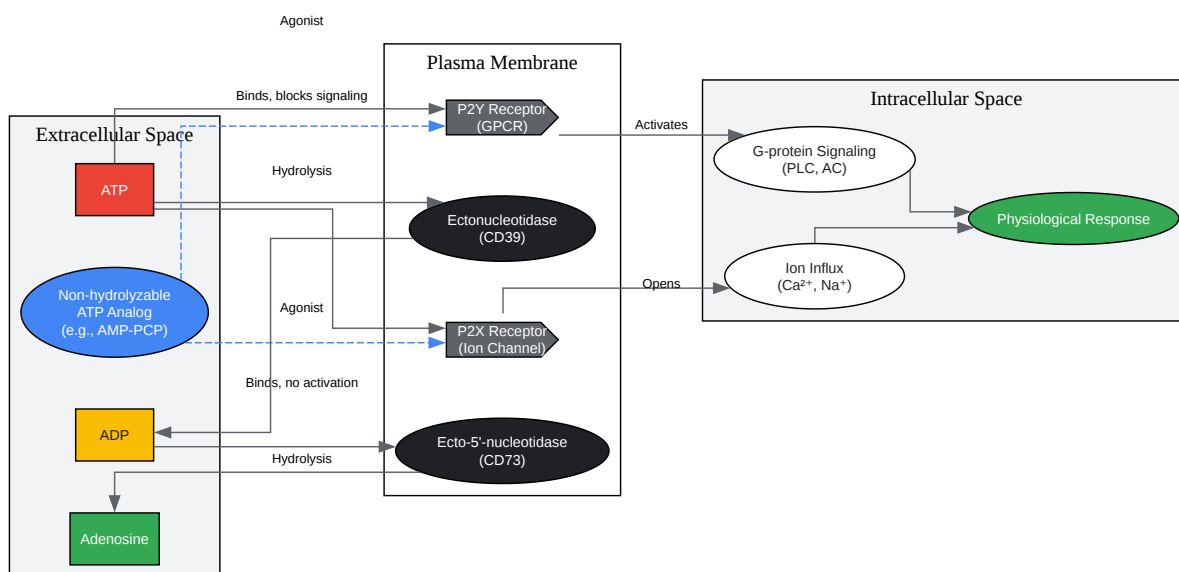 Agonist
Plasma Membrane
Binds, blocks signaling
P2Y Receptor
(GPCR)
Intracellular Space
Extracellular Space
Activates
G-protein Signaling
(PLC, AC)
ATP
Hydrolysis
Ectonucleotidase
(CD39)
Physiological Response
Non-hydrolyzable
ATP Analog
(e.g., AMP-PCP)
Agonist
Opens
Ion Influx
(Ca²⁺, Na⁺)
P2X Receptor
(Ion Channel)
Binds, no activation
ADP
Ecto-5'-nucleotidase
(CD73)
Hydrolysis
Adenosine